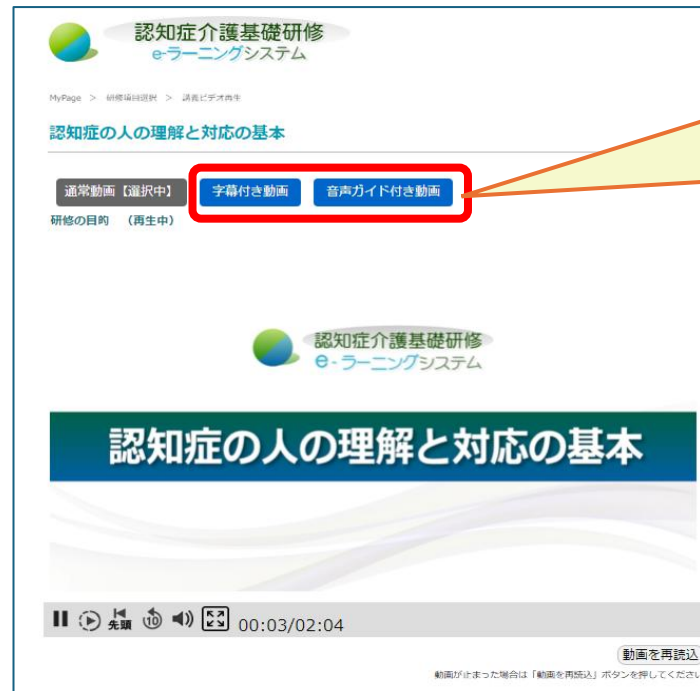 認知症介護基礎研修
e-ラーニングシステム
MyPage > 研修項目選択 > 講義ビデオ再生
認知症の人の理解と対応の基本
通常動画【選択中】 字幕付き動画 音声ガイド付き動画
研修の目的 (再生中)
認知症介護基礎研修
e-ラーニングシステム
認知症の人の理解と対応の基本
先頭 10 00:03/02:04
動画を再読込
動画が止まった場合は「動画を再読込」ボタンを押してくださ